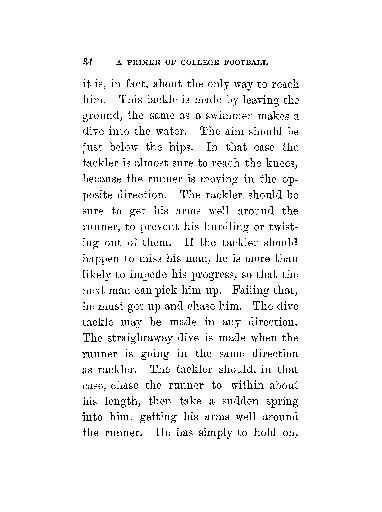 34 A PRIMER OF COLLEGE FOOTBALL
it is, in fact, about the only way to reach
him. This tackle is made by leaving the
ground, the same as a swimmer makes a
dive into the water. The aim should be
just below the hips. In that case the
tackler is almost sure to reach the knees,
because the runner is moving in the op-
posite direction. The tackler should be
sure to get his arms well around the
runner, to prevent his hurdling or twist-
ing out of them. If the tackler should
happen to miss his man, he is more than
likely to impede his progress, so that the
next man can pick him up. Failing that,
he must get up and chase him. The dive
tackle may be made in any direction.
The straightaway dive is made when the
runner is going in the same direction
as tackler. The tackler should, in that
case, chase the runner to within about
his length, then take a sudden spring
into him, getting his arms well around
the runner. He has simply to hold on,